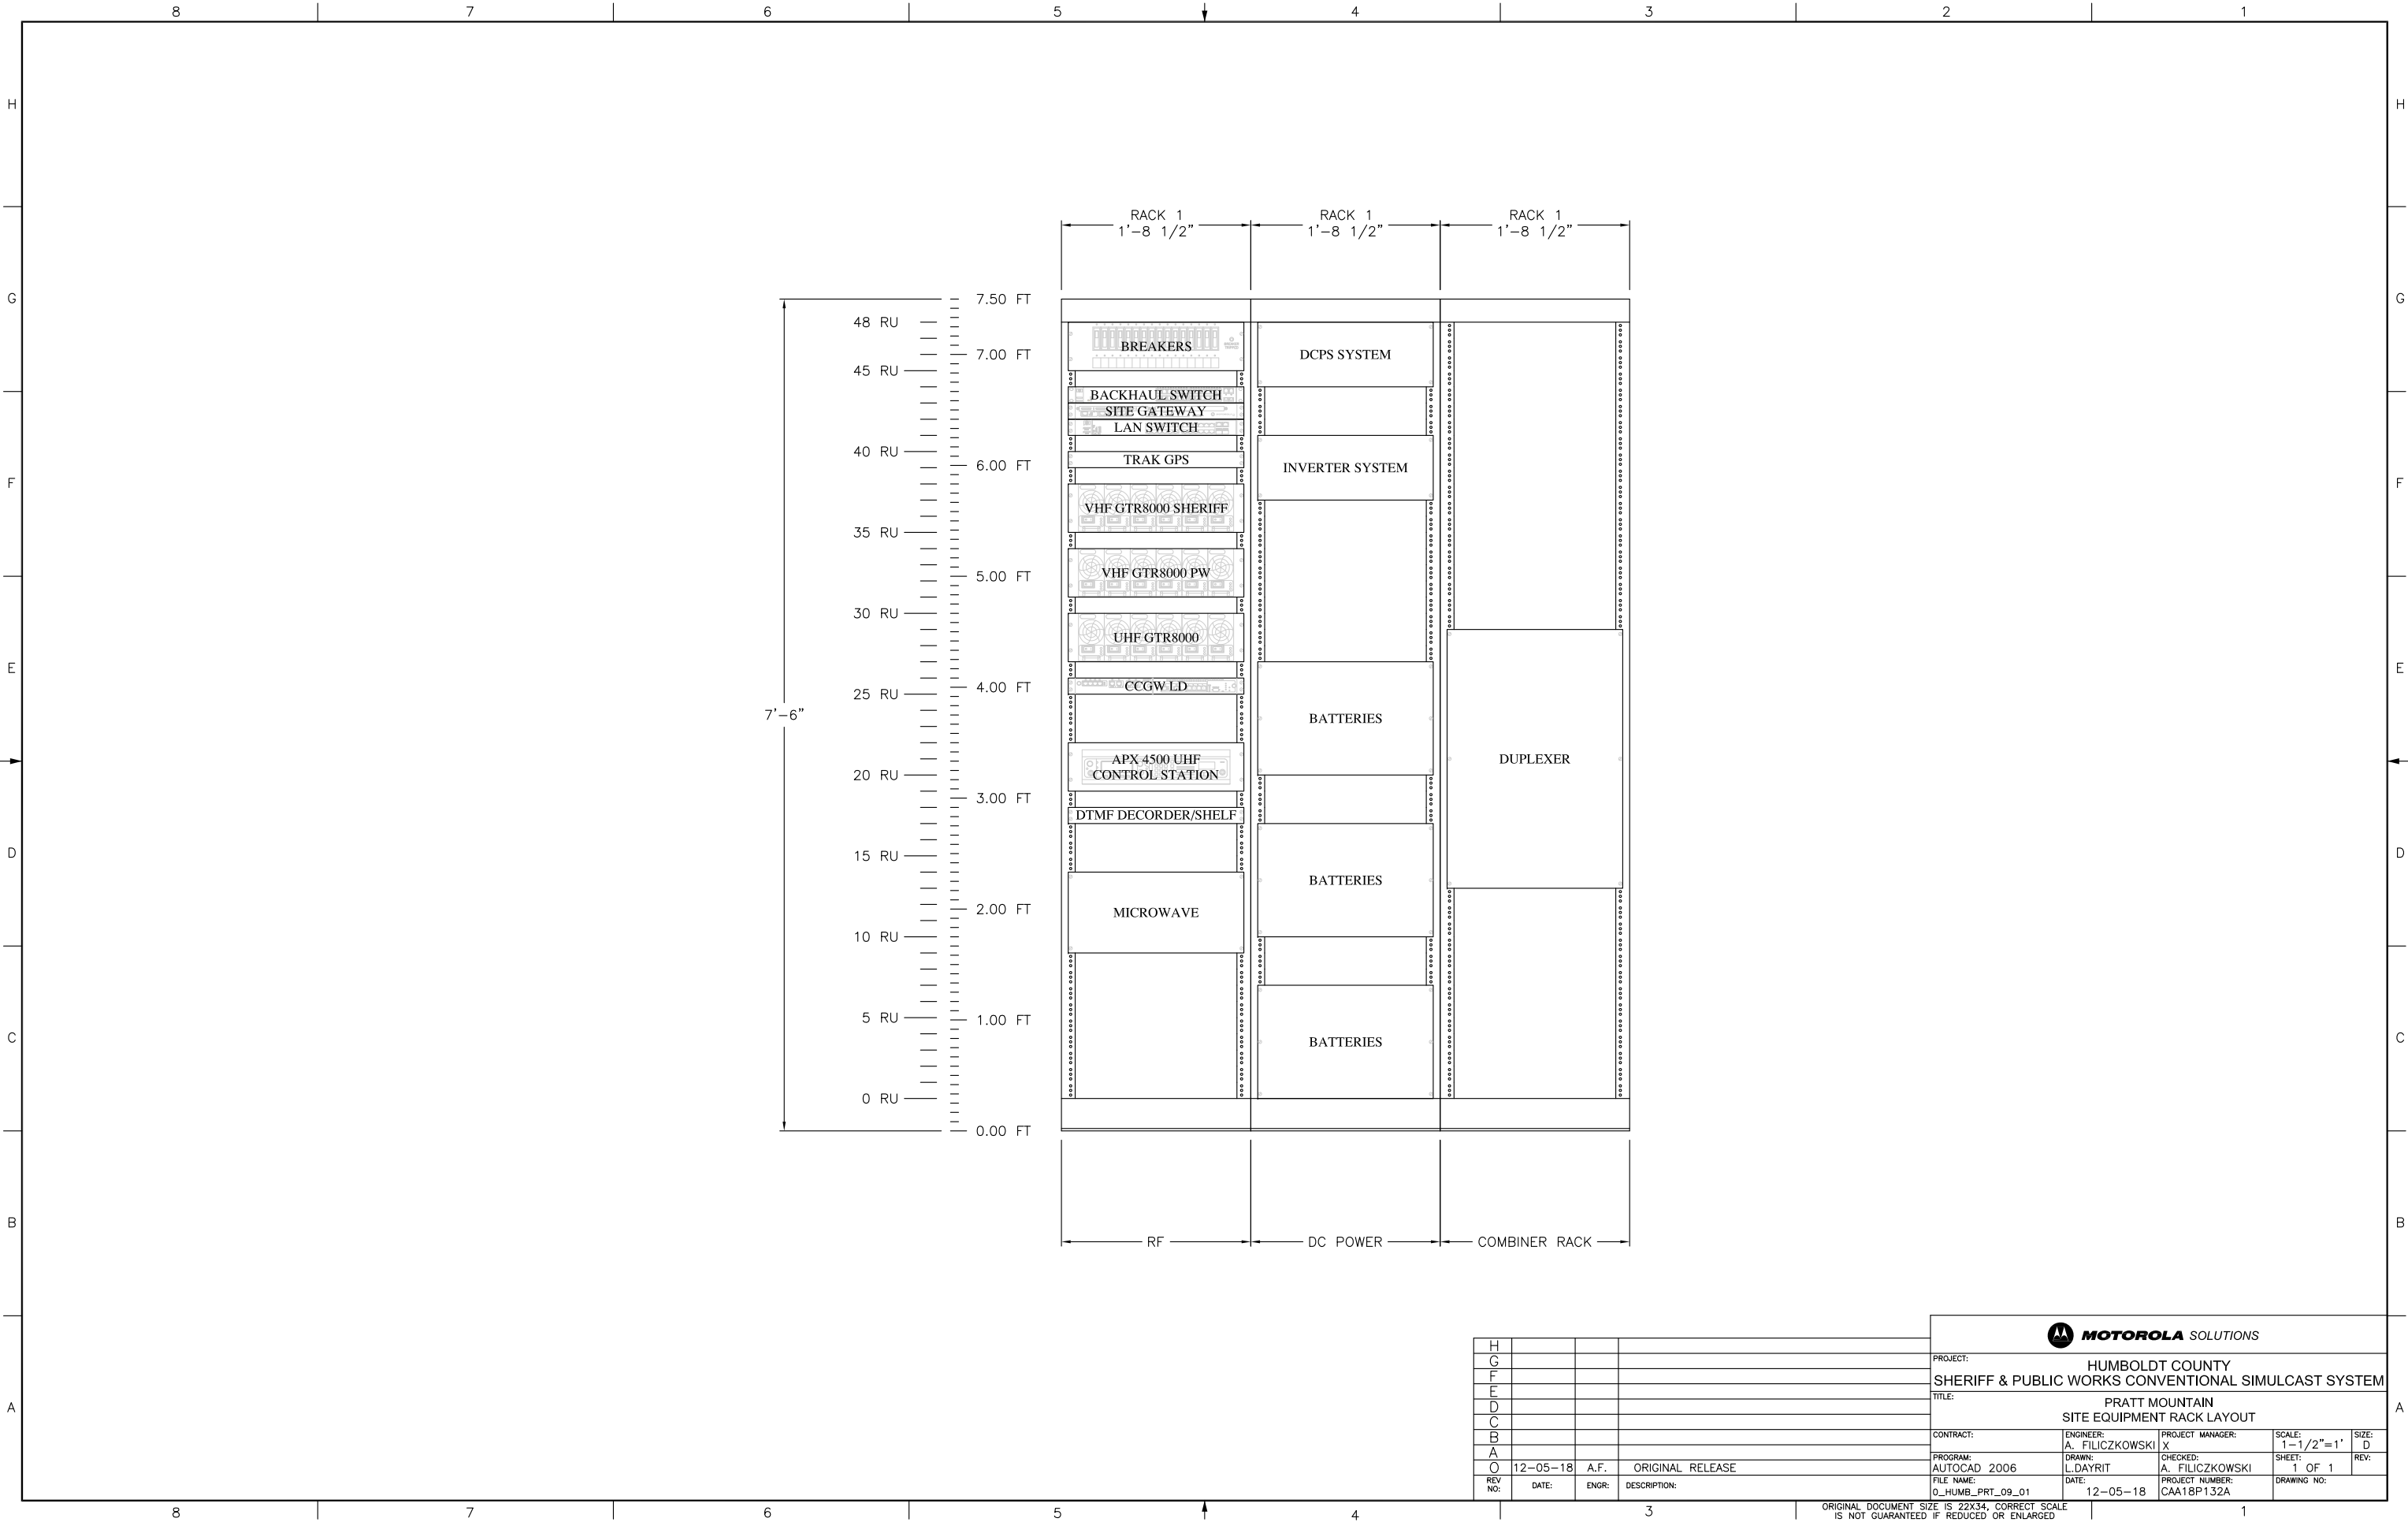 8 7 6 5 4 3 2 1
H H
G G
F F
E E
D D
C C
B B
A A
RACK 1 RACK 1 RACK 1
1'-8 1/2" 1'-8 1/2" 1'-8 1/2"
7'-6"
48 RU
45 RU
40 RU
35 RU
30 RU
25 RU
20 RU
15 RU
10 RU
5 RU
0 RU
7.50 FT
7.00 FT
6.00 FT
5.00 FT
4.00 FT
3.00 FT
2.00 FT
1.00 FT
0.00 FT
BREAKERS
BACKHAUL SWITCH
SITE GATEWAY
LAN SWITCH
TRAK GPS
VHF GTR8000 SHERIFF
VHF GTR8000 PW
UHF GTR8000
CCGW LD
APX 4500 UHF
CONTROL STATION
DTMF DECORDER/SHELF
MICROWAVE
DCPS SYSTEM
INVERTER SYSTEM
BATTERIES
BATTERIES
BATTERIES
DUPLEXER
RF DC POWER COMBINER RACK
H
G
F
E
D
C
B
A
O 12-05-18 A.F. ORIGINAL RELEASE
REV NO: DATE: ENGR: DESCRIPTION:
MOTOROLA SOLUTIONS
PROJECT:
HUMBOLDT COUNTY
SHERIFF & PUBLIC WORKS CONVENTIONAL SIMULCAST SYSTEM
TITLE:
PRATT MOUNTAIN
SITE EQUIPMENT RACK LAYOUT
CONTRACT: ENGINEER: PROJECT MANAGER: SCALE: SIZE:
A. FILICZKOWSKI X 1-1/2"=1' D
PROGRAM: DRAWN: CHECKED: SHEET: REV:
AUTOCAD 2006 L.DAYRIT A. FILICZKOWSKI 1 OF 1
FILE NAME: DATE: PROJECT NUMBER: DRAWING NO:
0_HUMB_PRT_09_01 12-05-18 CAA18P132A
8 7 6 5 4 3 1
ORIGINAL DOCUMENT SIZE IS 22X34, CORRECT SCALE
IS NOT GUARANTEED IF REDUCED OR ENLARGED